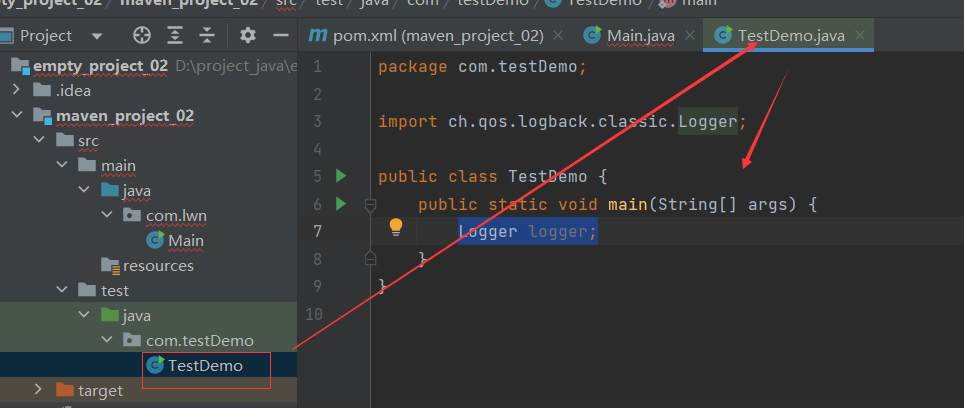 empty_project_02 maven_project_02 src test java com testDemo TestDemo main
Project
pom.xml (maven_project_02)
Main.java
TestDemo.java
empty_project_02 D:\project_java\e
.idea
maven_project_02
src
main
java
com.lwn
Main
resources
test
java
com.testDemo
TestDemo
target
1 package com.testDemo;
2
3 import ch.qos.logback.classic.Logger;
4
5 public class TestDemo {
6 public static void main(String[] args) {
7 Logger logger;
8 }
9 }
10